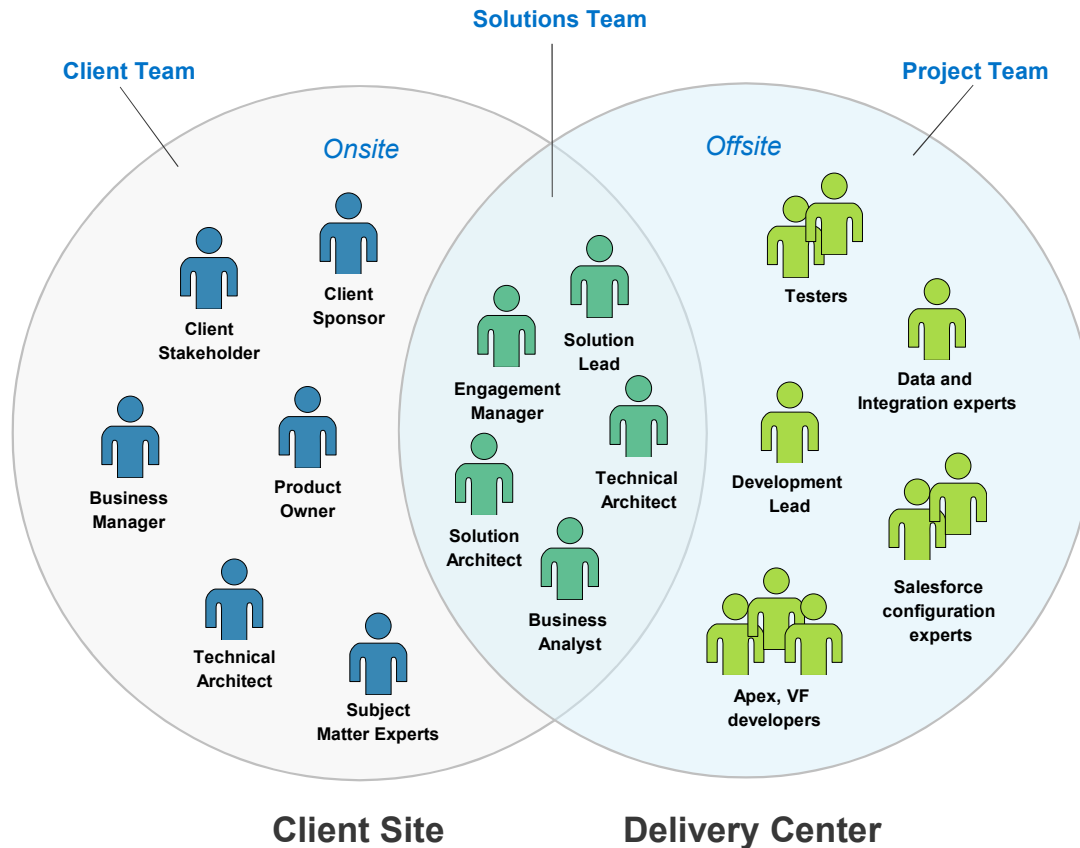 Solutions Team
Client Team
Project Team
Onsite
Offsite
Client
Sponsor
Client
Stakeholder
Business
Manager
Product
Owner
Technical
Architect
Subject
Matter Experts
Solution
Lead
Engagement
Manager
Technical
Architect
Solution
Architect
Business
Analyst
Testers
Data and
Integration experts
Development
Lead
Salesforce
configuration
experts
Apex, VF
developers
Client Site
Delivery Center